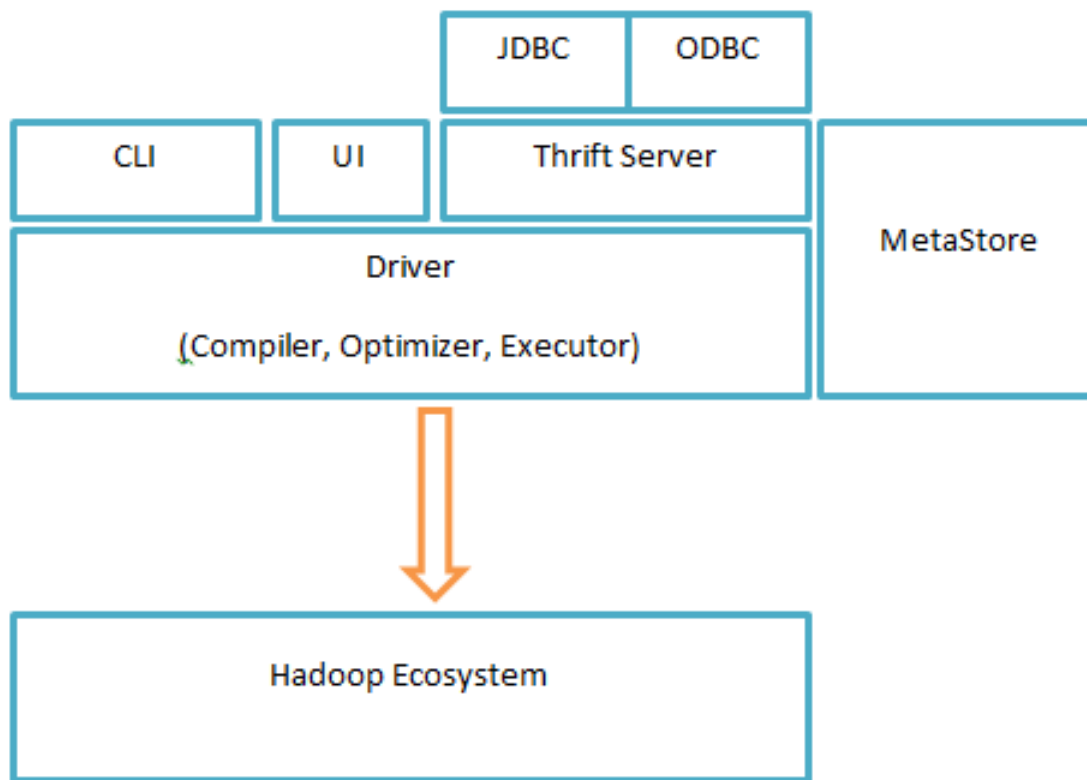 JDBC
ODBC
CLI
UI
Thrift Server
MetaStore
Driver
(Compiler, Optimizer, Executor)
Hadoop Ecosystem